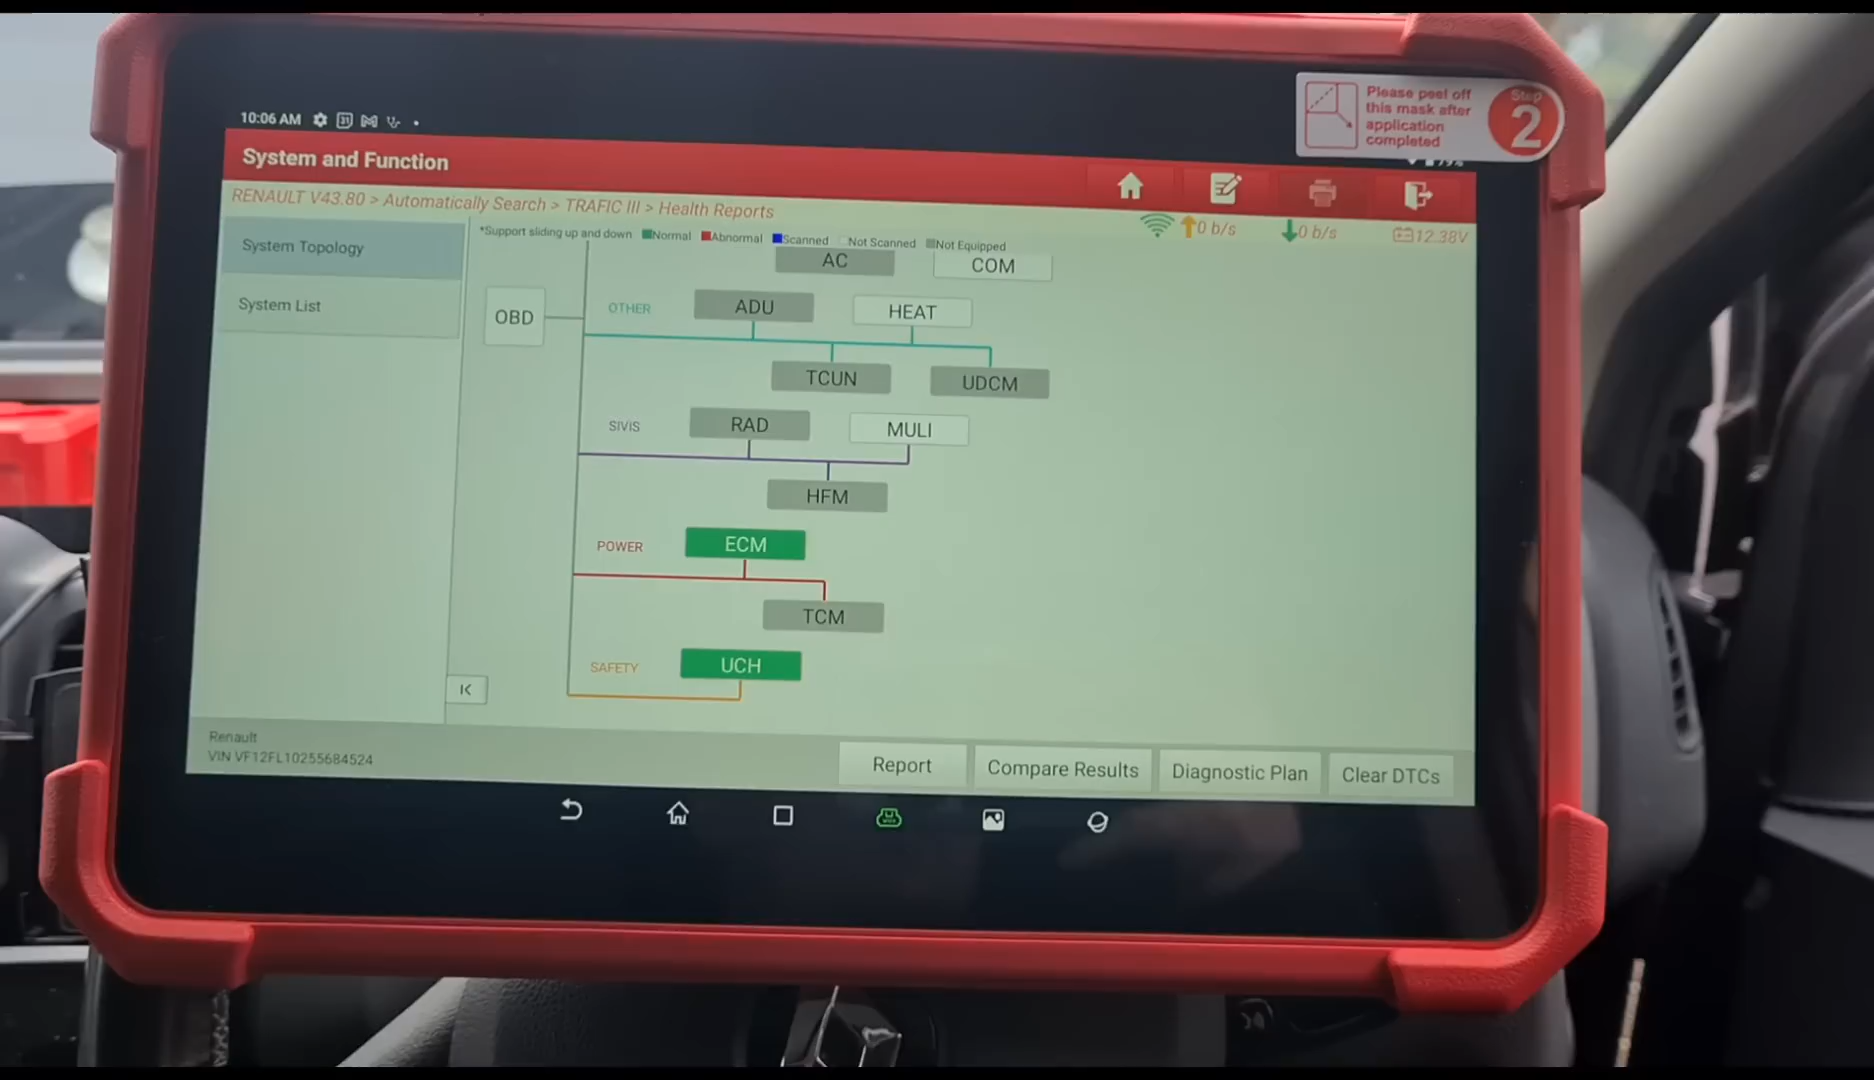 Please peel off
this mask after
application
completed
Step
2
10:06 AM
31
System and Function
RENAULT V43.80 > Automatically Search > TRAFIC III > Health Reports
0 b/s
0 b/s
12.38V
System Topology
System List
*Support sliding up and down Normal Abnormal Scanned Not Scanned Not Equipped
AC COM
OBD
OTHER ADU HEAT
TCUN UDCM
SIVIS RAD MULI
HFM
POWER ECM
TCM
SAFETY UCH
Renault
VIN VF12FL10255684524
Report Compare Results Diagnostic Plan Clear DTCs